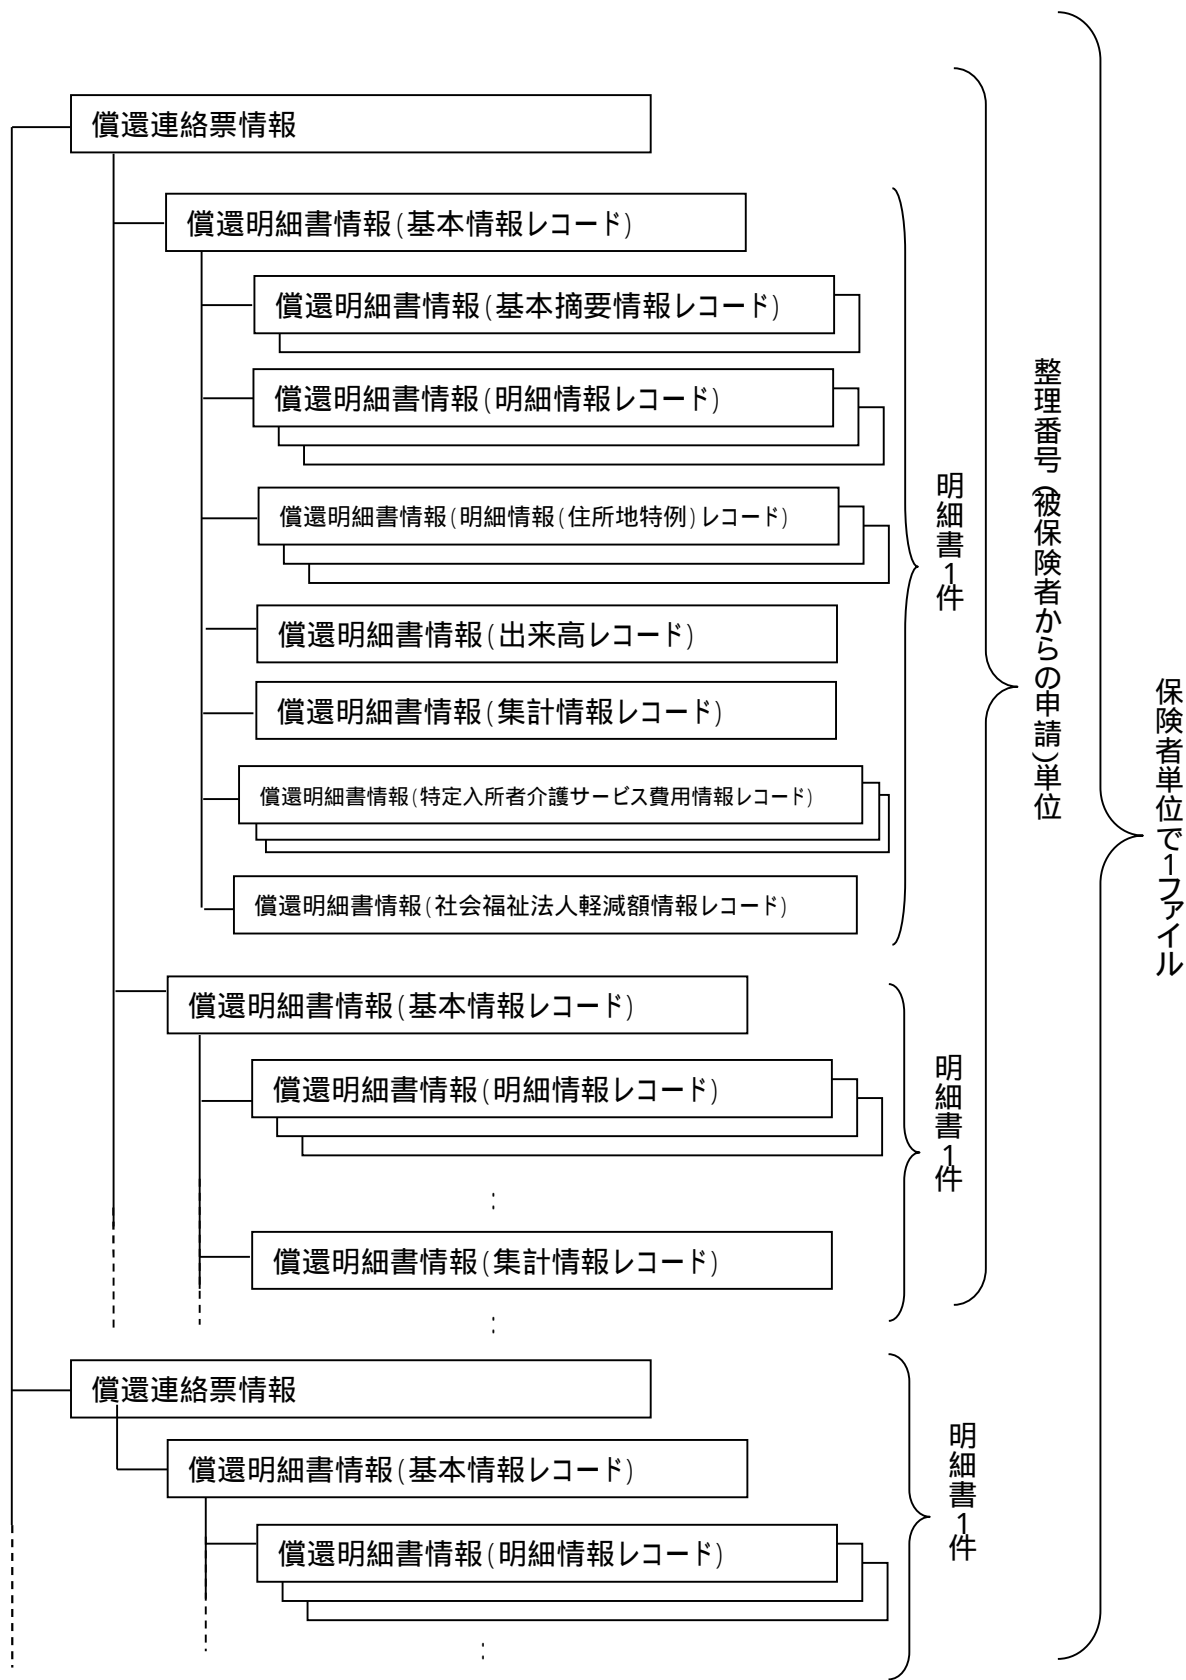 償還連絡票情報
償還明細書情報(基本情報レコード)
償還明細書情報(基本摘要情報レコード)
償還明細書情報(明細情報レコード)
償還明細書情報(明細情報(住所地特例)レコード)
償還明細書情報(出来高レコード)
償還明細書情報(集計情報レコード)
償還明細書情報(特定入所者介護サービス費用情報レコード)
償還明細書情報(社会福祉法人軽減額情報レコード)
明細書1件
償還明細書情報(基本情報レコード)
償還明細書情報(明細情報レコード)
:
償還明細書情報(集計情報レコード)
:
明細書1件
整理番号(被保険者からの申請)単位
償還連絡票情報
償還明細書情報(基本情報レコード)
償還明細書情報(明細情報レコード)
:
明細書1件
保険者単位で1ファイル